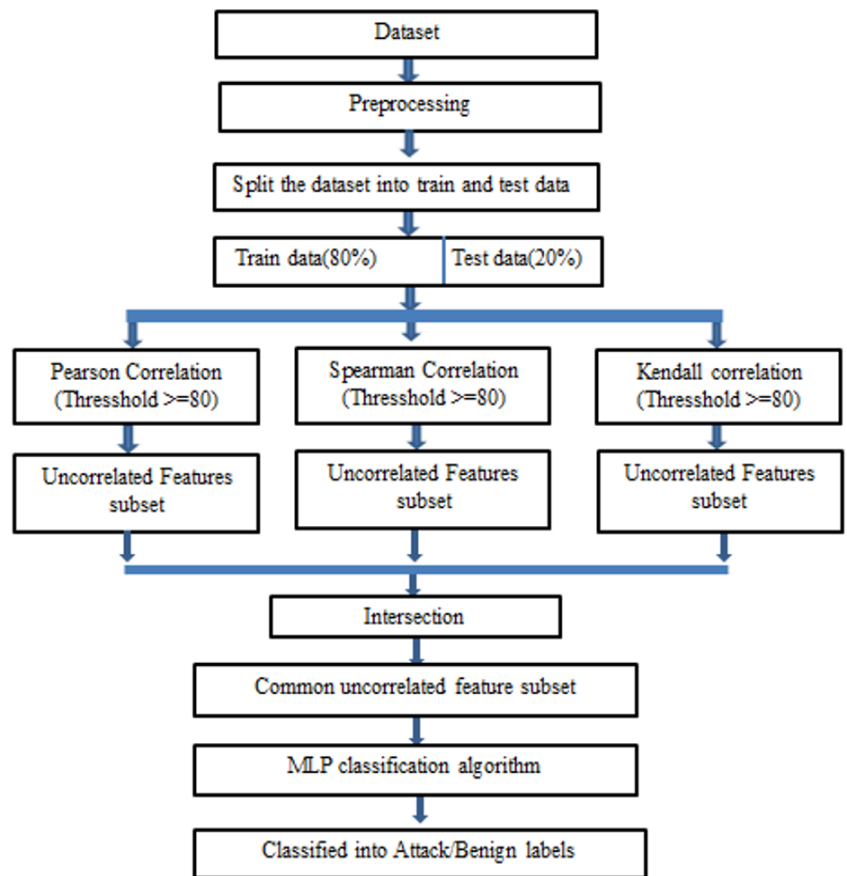 Dataset
Preprocessing
Split the dataset into train and test data
Train data(80%) Test data(20%)
Pearson Correlation
(Thresshold >=80)
Spearman Correlation
(Thresshold >=80)
Kendall correlation
(Thresshold >=80)
Uncorrelated Features
subset
Uncorrelated Features
subset
Uncorrelated Features
subset
Intersection
Common uncorrelated feature subset
MLP classification algorithm
Classified into Attack/Benign labels